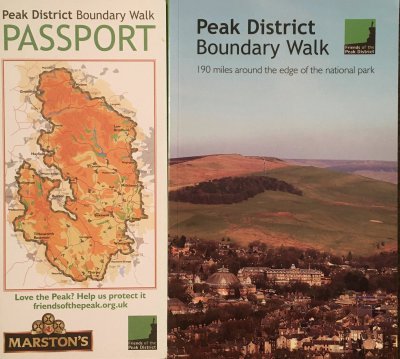 Peak District Boundary Walk
PASSPORT
Love the Peak? Help us protect it
friendsofthepeak.org.uk
MARSTON'S
Friends of the
Peak District
Peak District
Boundary Walk
190 miles around the edge of the national park
Friends of the
Peak District